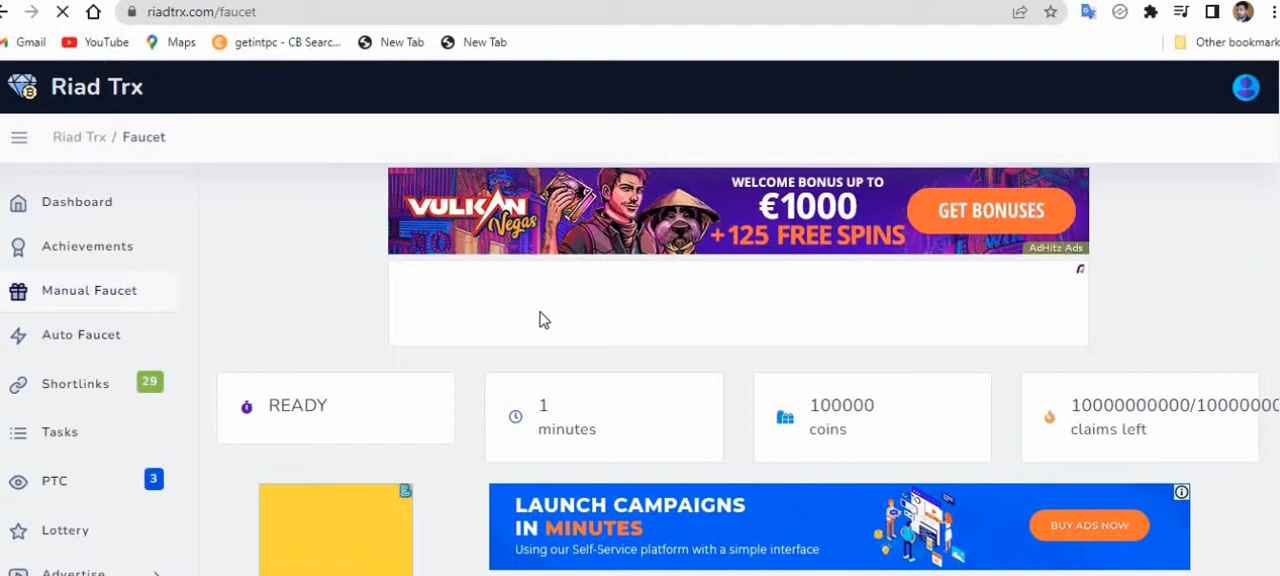 riadtrx.com/faucet
Gmail
YouTube
Maps
getintpc - CB Searc...
New Tab
New Tab
Other bookmark
Riad Trx
Riad Trx / Faucet
Dashboard
Achievements
Manual Faucet
Auto Faucet
Shortlinks 29
Tasks
PTC 3
Lottery
Advertise
VULKAN
Vegas
WELCOME BONUS UP TO
€1000
+125 FREE SPINS
GET BONUSES
AdHitz Ads
READY
1
minutes
100000
coins
10000000000/1000000
claims left
LAUNCH CAMPAIGNS
IN MINUTES
Using our Self-Service platform with a simple interface
BUY ADS NOW